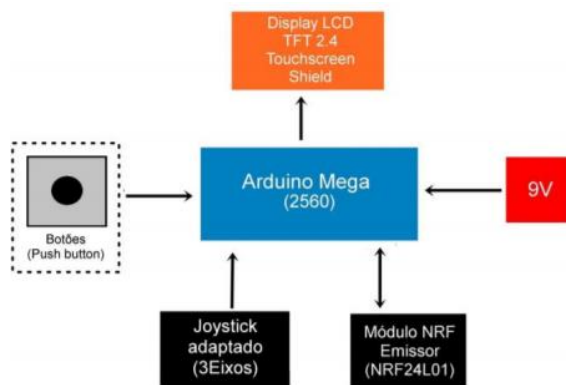 Display LCD
TFT 2.4
Touchscreen
Shield
Arduino Mega
(2560)
9V
Botões
(Push button)
Joystick
adaptado
(3Eixos)
Módulo NRF
Emissor
(NRF24L01)